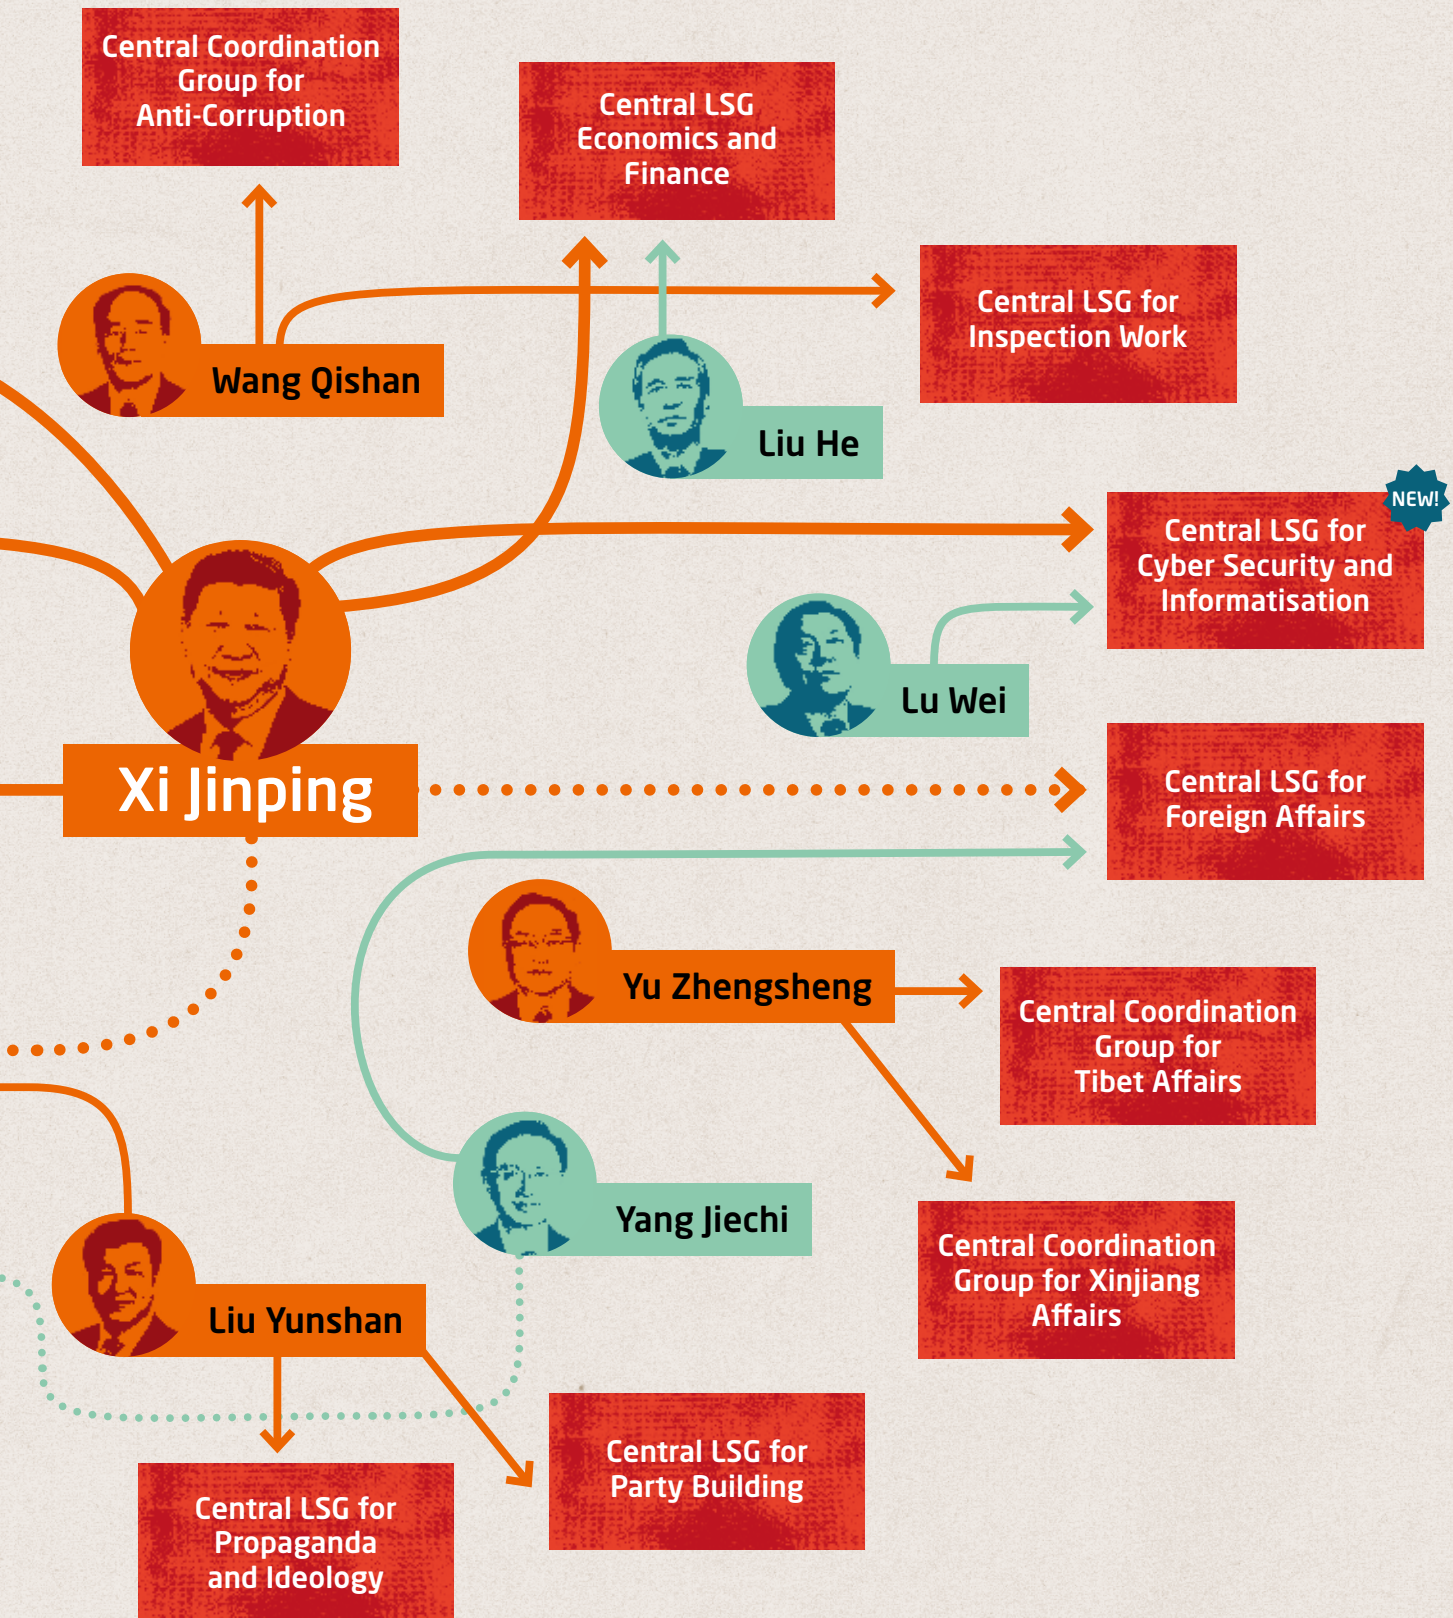 Central Coordination
Group for
Anti-Corruption
Central LSG
Economics and
Finance
Central LSG for
Inspection Work
Wang Qishan
Liu He
NEW!
Central LSG for
Cyber Security and
Informatisation
Lu Wei
Xi Jinping
Central LSG for
Foreign Affairs
Yu Zhengsheng
Central Coordination
Group for
Tibet Affairs
Yang Jiechi
Central Coordination
Group for Xinjiang
Affairs
Liu Yunshan
Central LSG for
Party Building
Central LSG for
Propaganda
and Ideology